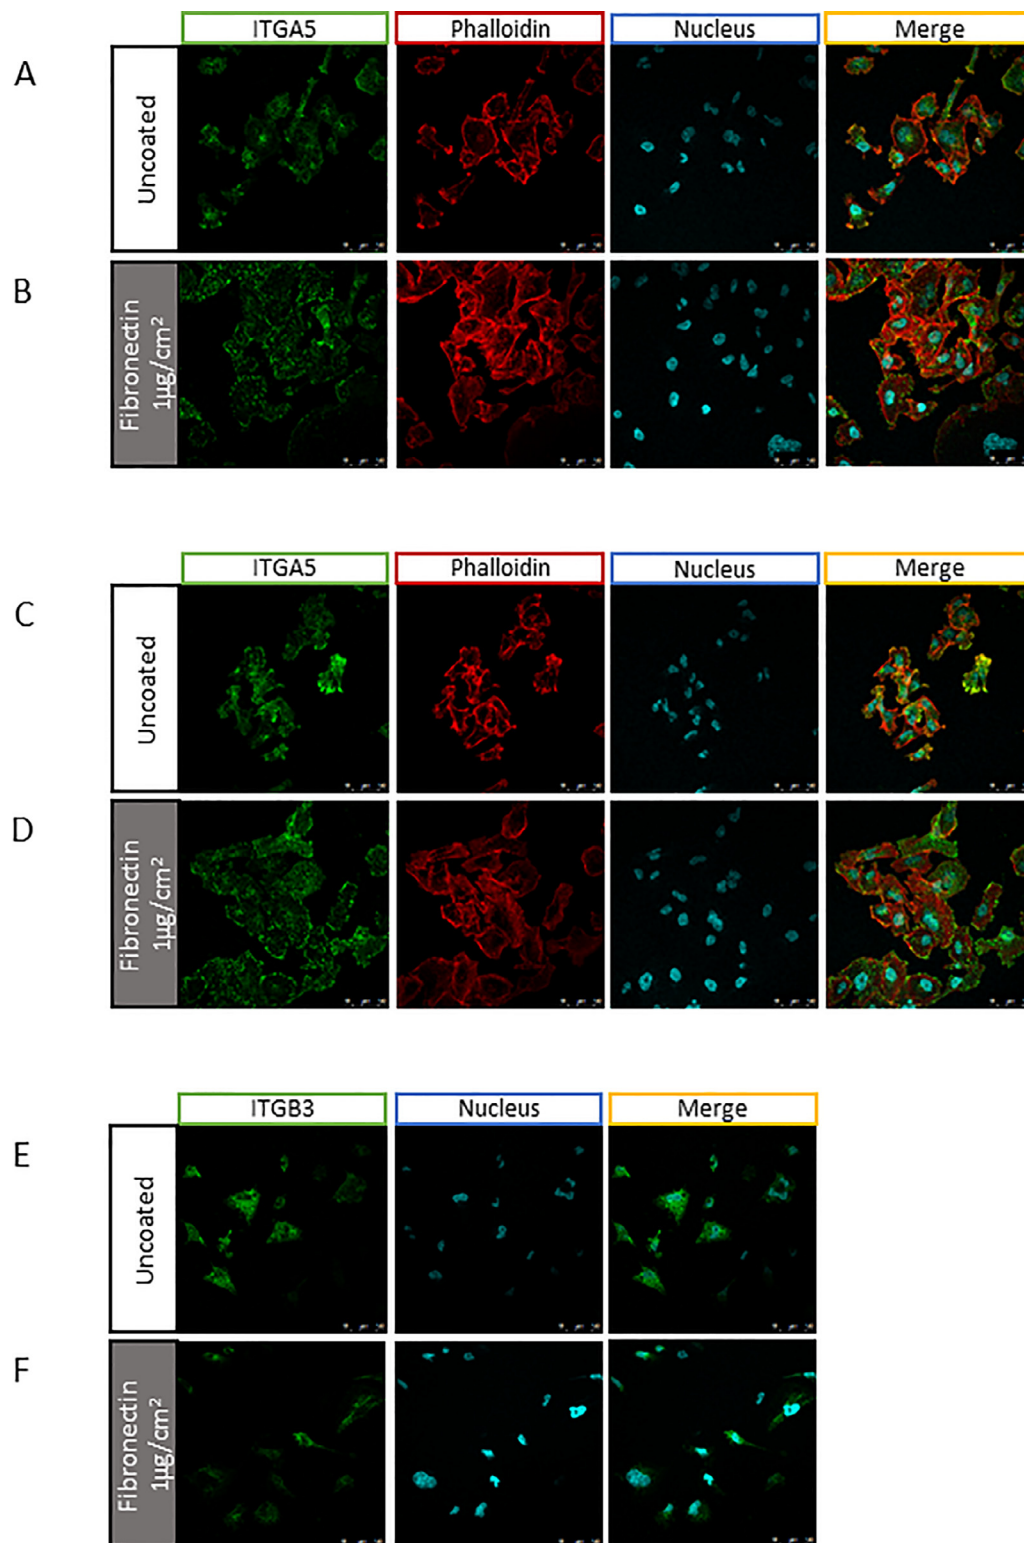 ITGA5 Phalloidin Nucleus Merge
A
Uncoated
B
Fibronectin
1µg/cm²
ITGA5 Phalloidin Nucleus Merge
C
Uncoated
D
Fibronectin
1µg/cm²
ITGB3 Nucleus Merge
E
Uncoated
F
Fibronectin
1µg/cm²